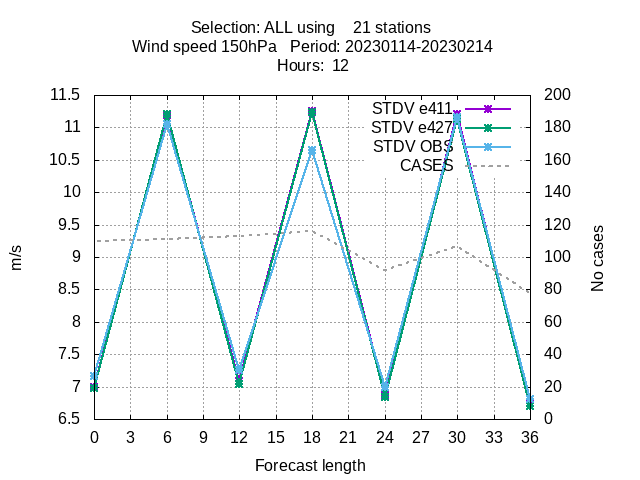 Selection: ALL using    21 stations
Wind speed 150hPa   Period: 20230114-20230214
Hours:  12
STDV e411
STDV e427
STDV OBS
CASES
11.5
11
10.5
10
9.5
9
8.5
8
7.5
7
6.5
200
180
160
140
120
100
80
60
40
20
0
m/s
No cases
0 3 6 9 12 15 18 21 24 27 30 33 36
Forecast length